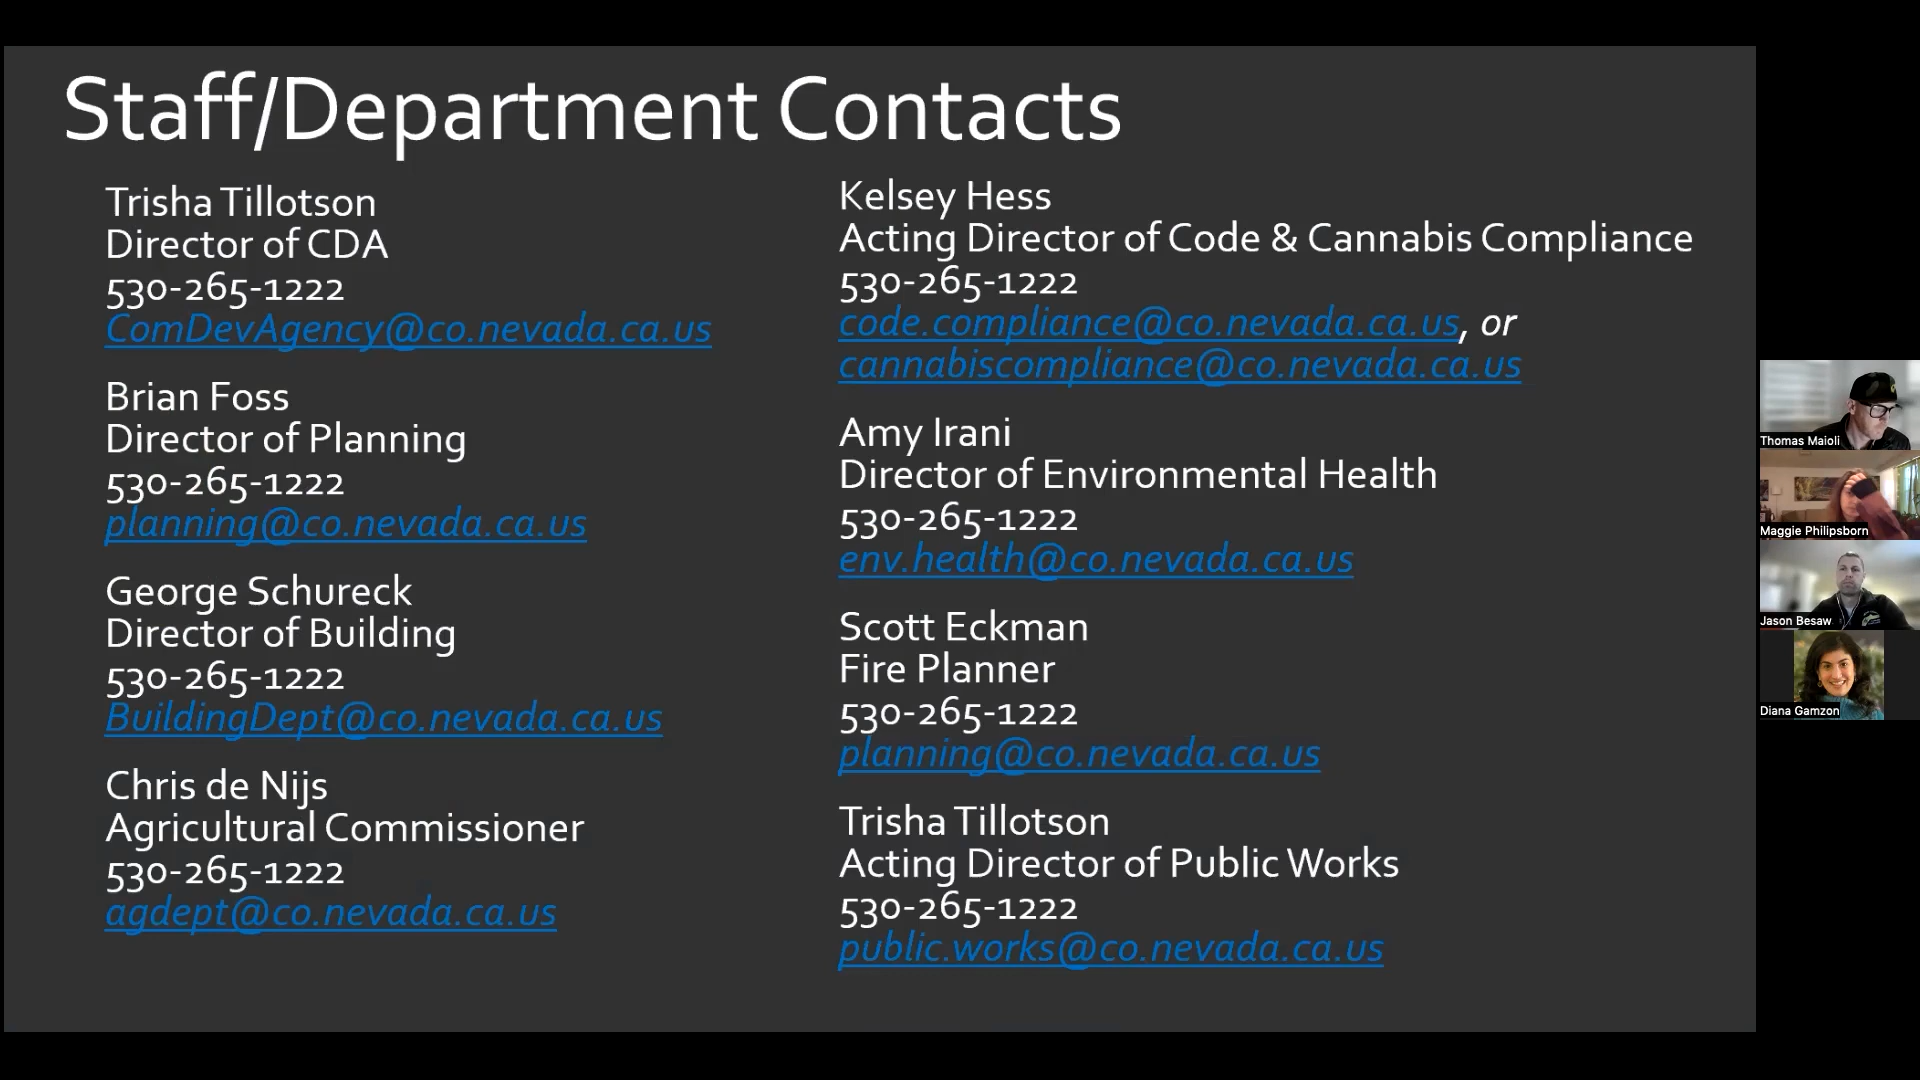 Staff/Department Contacts
Trisha Tillotson
Director of CDA
530-265-1222
ComDevAgency@co.nevada.ca.us
Brian Foss
Director of Planning
530-265-1222
planning@co.nevada.ca.us
George Schureck
Director of Building
530-265-1222
BuildingDept@co.nevada.ca.us
Chris de Nijs
Agricultural Commissioner
530-265-1222
agdept@co.nevada.ca.us
Kelsey Hess
Acting Director of Code & Cannabis Compliance
530-265-1222
code.compliance@co.nevada.ca.us, or
cannabiscompliance@co.nevada.ca.us
Amy Irani
Director of Environmental Health
530-265-1222
env.health@co.nevada.ca.us
Scott Eckman
Fire Planner
530-265-1222
planning@co.nevada.ca.us
Trisha Tillotson
Acting Director of Public Works
530-265-1222
public.works@co.nevada.ca.us
Thomas Maioli
Maggie Philipsborn
Jason Besaw
Diana Gamzon